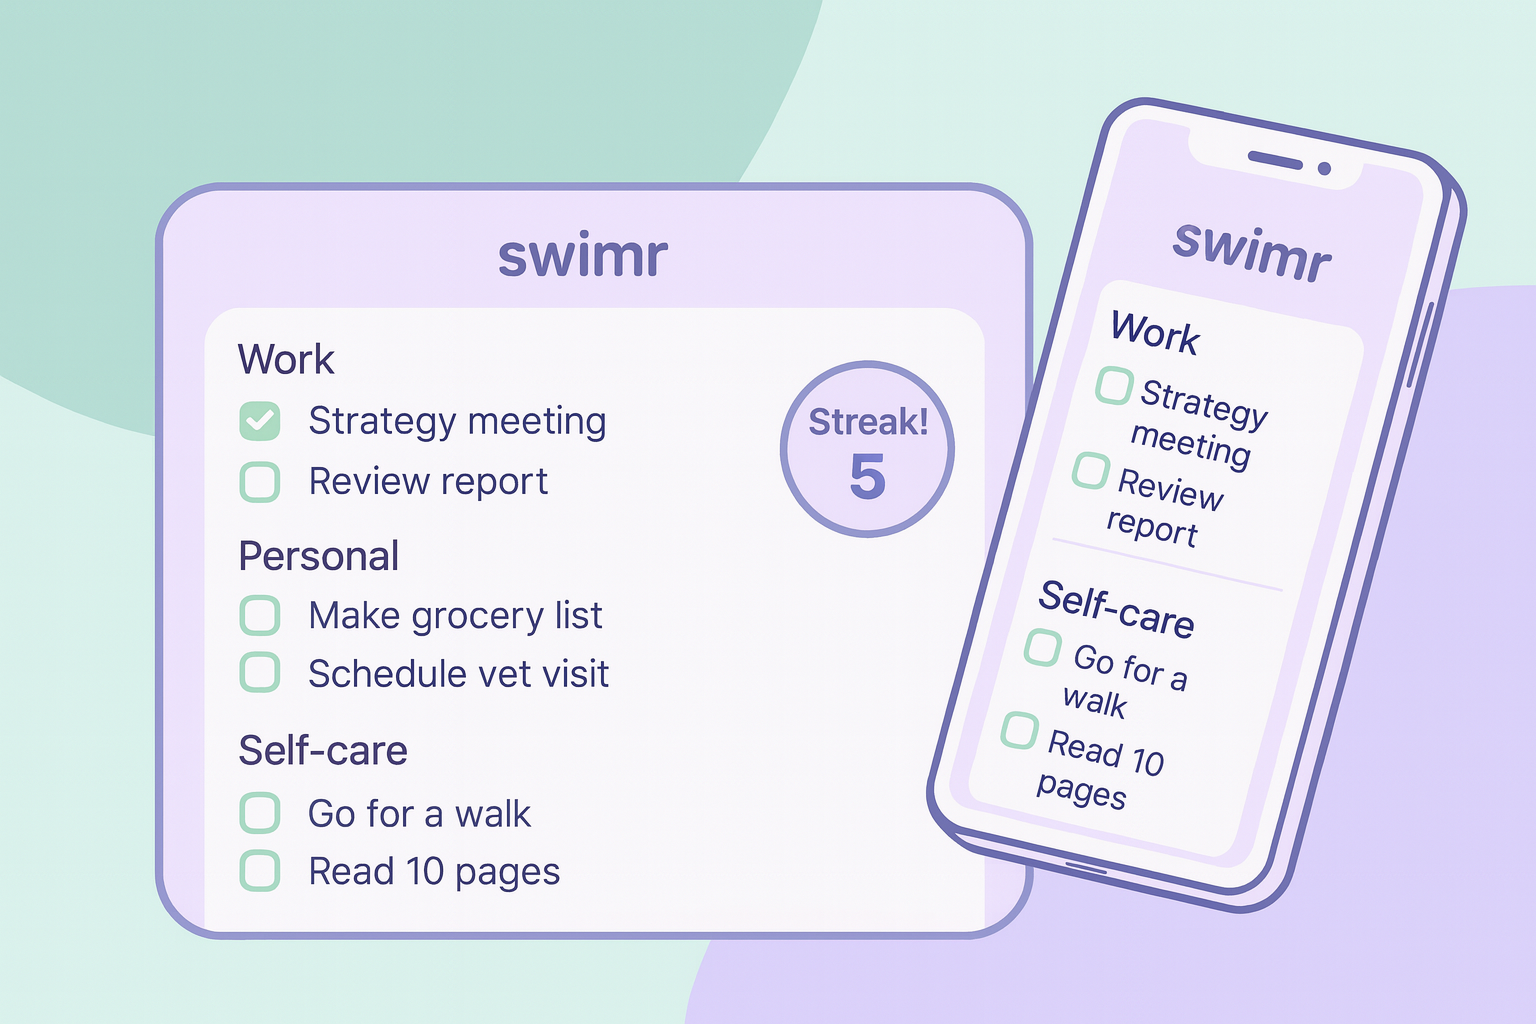 swimr
Work
Strategy meeting
Review report
Personal
Make grocery list
Schedule vet visit
Self-care
Go for a walk
Read 10 pages
Streak!
5
swimr
Work
Strategy
meeting
Review
report
Self-care
Go for a
walk
Read 10
pages